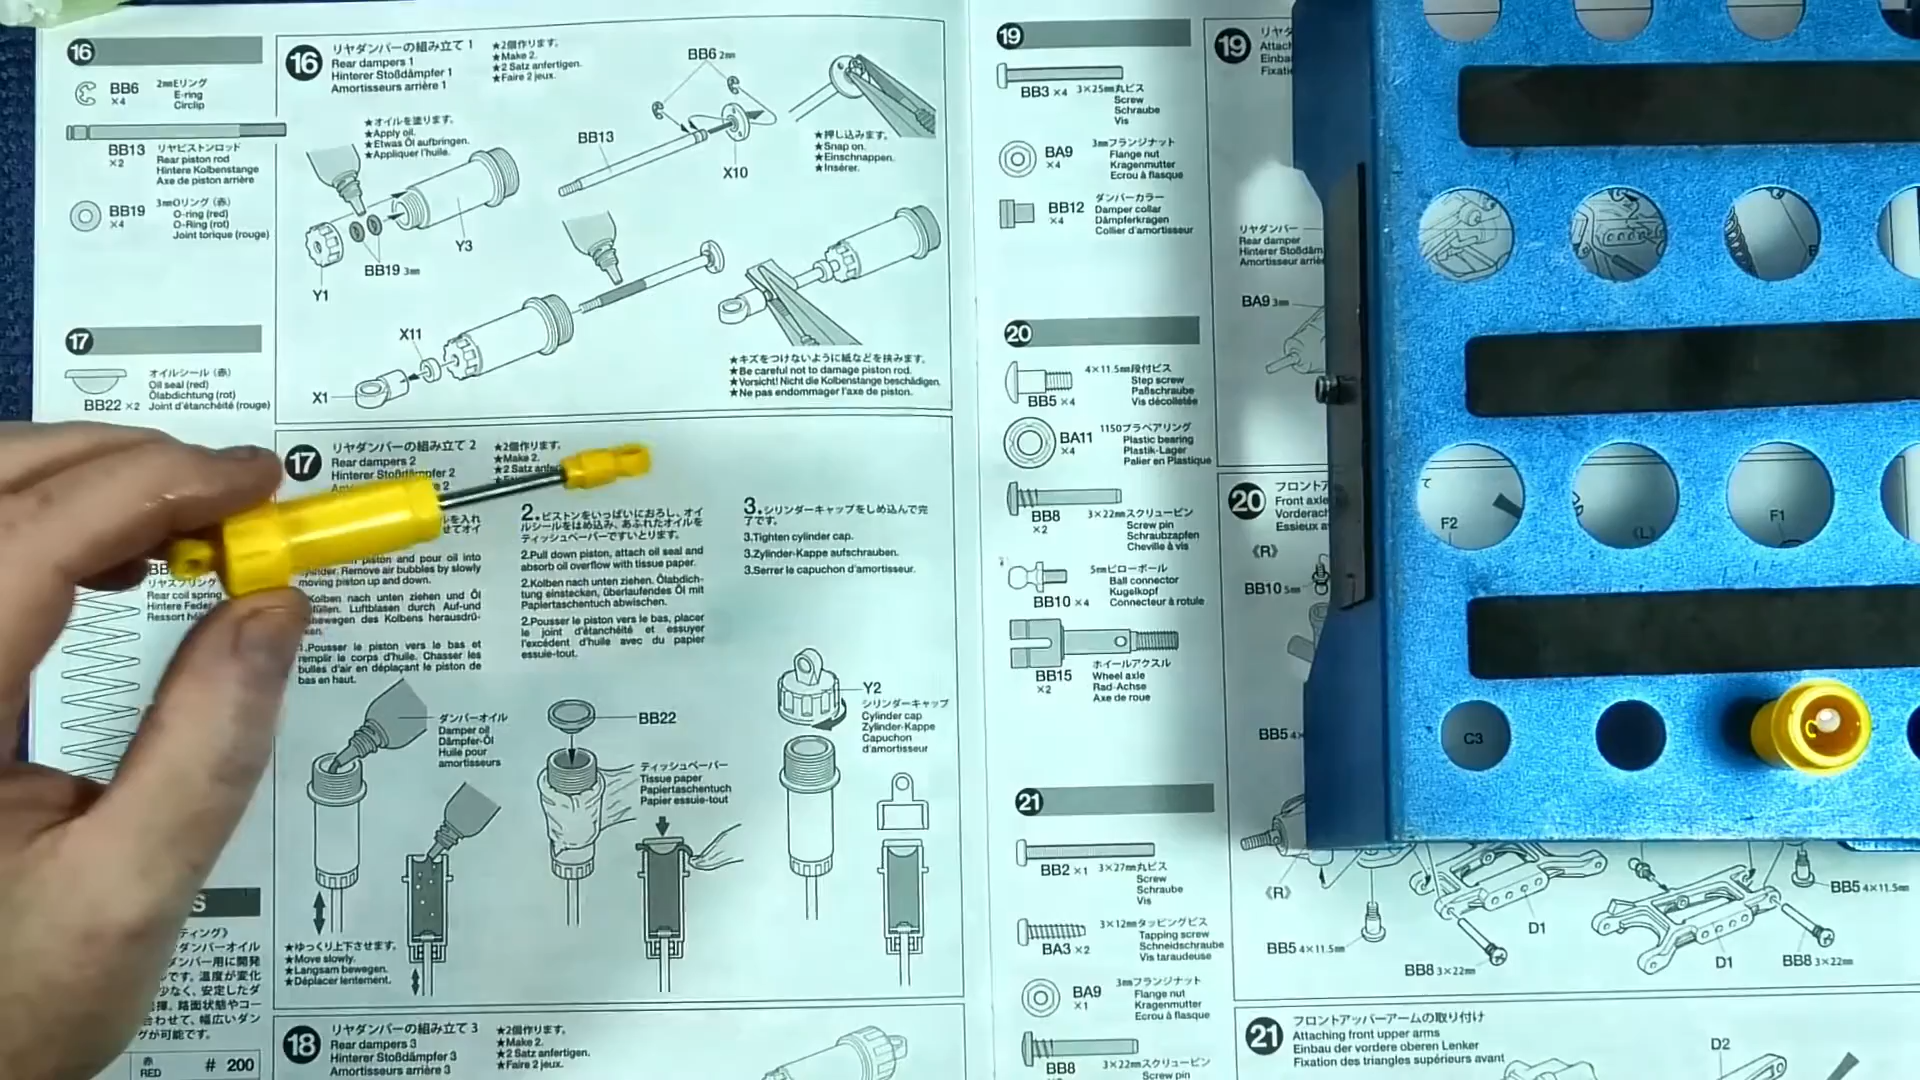 16
BB6
×4
2mmEリング
E-ring
Circlip
BB13
×2
リヤピストンロッド
Rear piston rod
Hintere Kolbenstange
Axe de piston arrière
BB19
×4
3mmOリング (赤)
O-ring (red)
O-Ring (rot)
Joint torique (rouge)
17
オイルシール (赤)
Oil seal (red)
Ölabdichtung (rot)
BB22 ×2 Joint d'étanchéité (rouge)
リヤスプリング
Rear coil spring
Hintere Feder
赤
RED
# 200
16
リヤダンパーの組み立て 1
Rear dampers 1
Hinterer Stoßdämpfer 1
Amortisseurs arrière 1
★2個作ります。
★Make 2.
★2 Satz anfertigen.
★Faire 2 jeux.
★オイルを塗ります。
★Apply oil.
★Etwas Öl aufbringen.
★Appliquer l'huile.
Y1
BB19 3mm
Y3
BB6 2mm
BB13
X10
★押し込みます。
★Snap on.
★Einschnappen.
★Insérer.
X11
X1
★キズをつけないように紙などを挟みます。
★Be careful not to damage piston rod.
★Vorsicht! Nicht die Kolbenstange beschädigen.
★Ne pas endommager l'axe de piston.
17
リヤダンパーの組み立て 2
Rear dampers 2
Hinterer Stoßdämpfer 2
★2個作ります。
★Make 2.
piston and pour oil into
cylinder. Remove air bubbles by slowly
moving piston up and down.
Kolben nach unten ziehen und Öl
einfüllen. Luftblasen durch Auf-und
1.Pousser le piston vers le bas et
remplir le corps d'huile. Chasser les
bulles d'air en déplaçant le piston de
bas en haut.
2.ピストンをいっぱいにおろし、オイ
ルシールをはめ込み、あふれたオイルを
ティッシュペーパーですいとります。
2.Pull down piston, attach oil seal and
absorb oil overflow with tissue paper.
2.Kolben nach unten ziehen. Ölabdich-
tung einstecken, überlaufendes Öl mit
Papiertaschentuch abwischen.
2.Pousser le piston vers le bas, placer
le joint d'étanchéité et essuyer
l'excédent d'huile avec du papier
essuie-tout.
3.シリンダーキャップをしめ込んで完
了です。
3.Tighten cylinder cap.
3.Zylinder-Kappe aufschrauben.
3.Serrer le capuchon d'amortisseur.
ダンパーオイル
Damper oil
Dämpfer-Öl
Huile pour
amortisseurs
BB22
ティッシュペーパー
Tissue paper
Papiertaschentuch
Papier essuie-tout
Y2
シリンダーキャップ
Cylinder cap
Zylinder-Kappe
Capuchon
d'amortisseur
★ゆっくり上下させます。
★Move slowly.
★Langsam bewegen.
★Déplacer lentement.
18
リヤダンパーの組み立て 3
Rear dampers 3
Hinterer Stoßdämpfer 3
Amortisseurs arrière 3
★2個作ります。
★Make 2.
★2 Satz anfertigen.
★Faire 2 jeux.
19
BB3 ×4
3×25mm丸ビス
Screw
Schraube
Vis
BA9
×4
3mmフランジナット
Flange nut
Kragenmutter
Ecrou à flasque
BB12
×4
ダンパーカラー
Damper collar
Dämpferkragen
Collier d'amortisseur
20
BB5 ×4
4×11.5mm段付ビス
Step screw
Paßschraube
Vis décolletée
BA11
×4
1150プラベアリング
Plastic bearing
Plastik-Lager
Palier en Plastique
BB8
×2
3×22mmスクリューピン
Screw pin
Schraubzapfen
Cheville à vis
BB10 ×4
5mmピローボール
Ball connector
Kugelkopf
Connecteur à rotule
BB15
×2
ホイールアクスル
Wheel axle
Rad-Achse
Axe de roue
21
BB2 ×1
3×27mm丸ビス
Screw
Schraube
Vis
BA3 ×2
3×12mmタッピングビス
Tapping screw
Schneidschraube
Vis taraudeuse
BA9
×1
3mmフランジナット
Flange nut
Kragenmutter
Ecrou à flasque
BB8
3×22mmスクリューピン
Screw pin
19
リヤダンパー
Rear damper
BA9 3mm
20
Front axle
《R》
BB10 5mm
F2
(L)
F1
C3
《R》
BB5 4×11.5mm
BB8 3×22mm
D1
D1
BB5 4×11.5mm
BB8 3×22mm
21
フロントアッパーアームの取り付け
Attaching front upper arms
Einbau der vordere oberen Lenker
Fixation des triangles supérieurs avant
D2